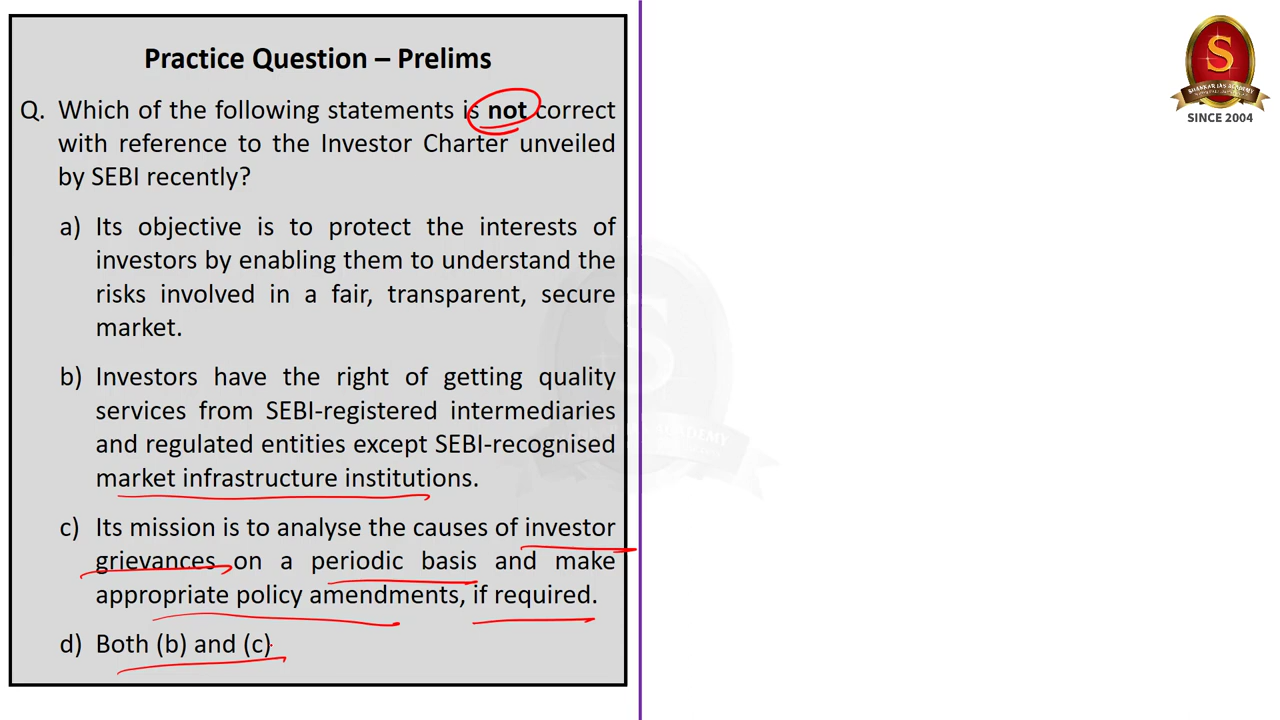 Practice Question – Prelims
Q. Which of the following statements is not correct
with reference to the Investor Charter unveiled
by SEBI recently?
a) Its objective is to protect the interests of
investors by enabling them to understand the
risks involved in a fair, transparent, secure
market.
b) Investors have the right of getting quality
services from SEBI-registered intermediaries
and regulated entities except SEBI-recognised
market infrastructure institutions.
c) Its mission is to analyse the causes of investor
grievances on a periodic basis and make
appropriate policy amendments, if required.
d) Both (b) and (c)
S
SHANKAR IAS ACADEMY
SINCE 2004